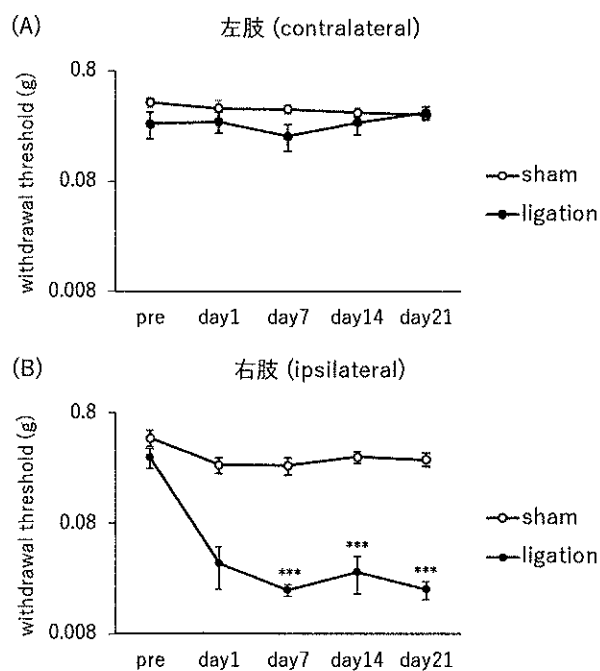 (A)
左肢 (contralateral)
withdrawal threshold (g)
0.8
0.08
0.008
sham
ligation
pre day1 day7 day14 day21
(B)
右肢 (ipsilateral)
withdrawal threshold (g)
0.8
0.08
0.008
*** *** ***
sham
ligation
pre day1 day7 day14 day21